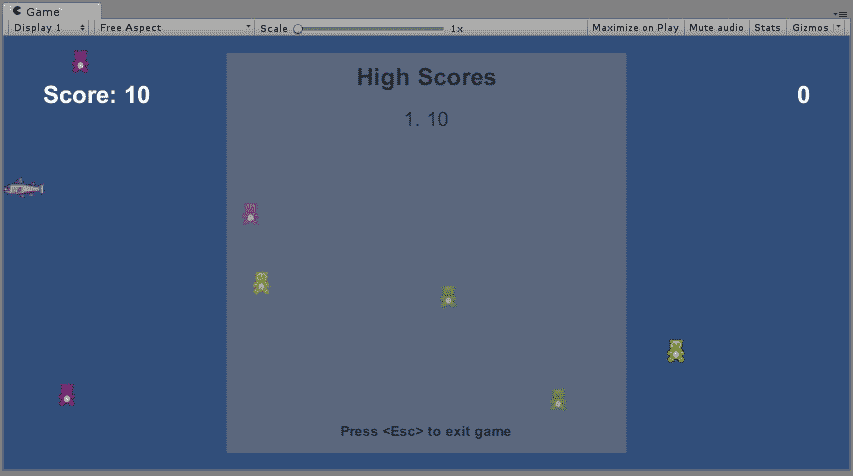 Game
Display 1 Free Aspect Scale 1x Maximize on Play Mute audio Stats Gizmos
High Scores
Score: 10
0
1. 10
Press <Esc> to exit game